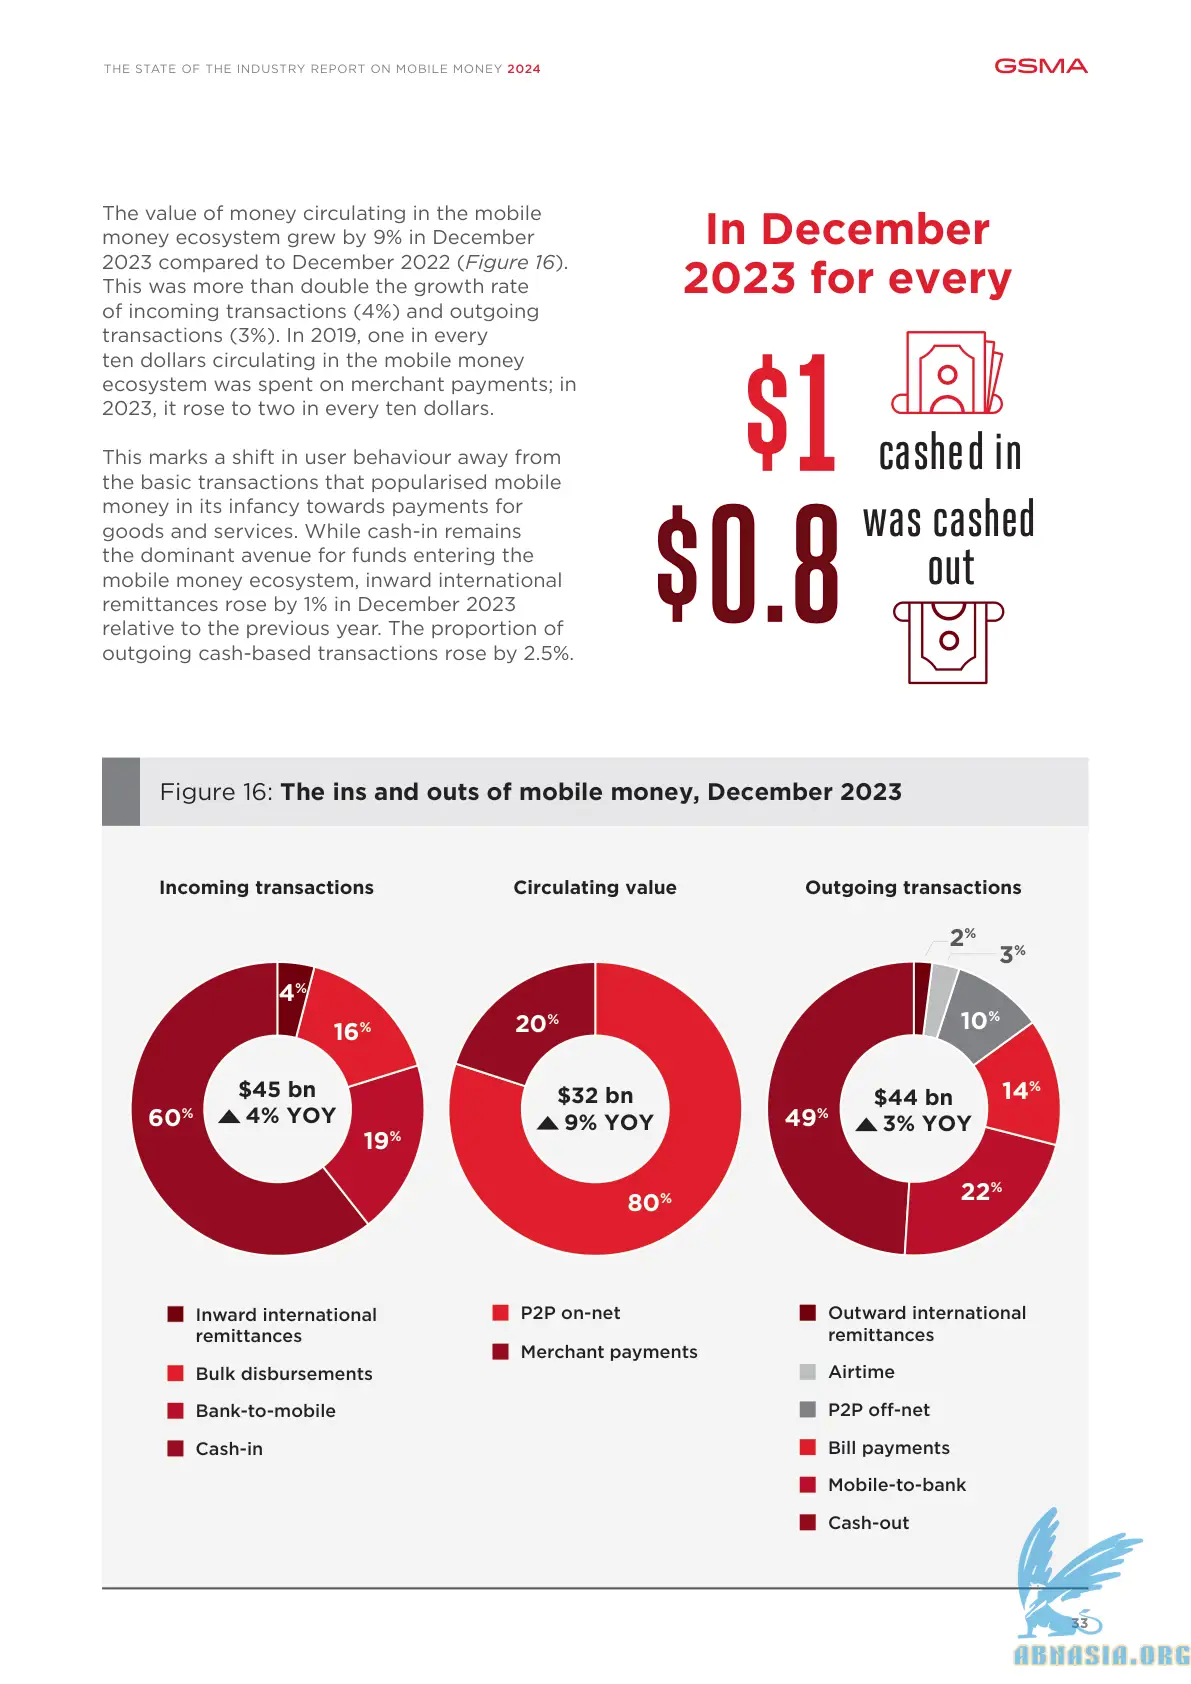 THE STATE OF THE INDUSTRY REPORT ON MOBILE MONEY 2024
GSMA
The value of money circulating in the mobile
money ecosystem grew by 9% in December
2023 compared to December 2022 (Figure 16).
This was more than double the growth rate
of incoming transactions (4%) and outgoing
transactions (3%). In 2019, one in every
ten dollars circulating in the mobile money
ecosystem was spent on merchant payments; in
2023, it rose to two in every ten dollars.
This marks a shift in user behaviour away from
the basic transactions that popularised mobile
money in its infancy towards payments for
goods and services. While cash-in remains
the dominant avenue for funds entering the
mobile money ecosystem, inward international
remittances rose by 1% in December 2023
relative to the previous year. The proportion of
outgoing cash-based transactions rose by 2.5%.
In December
2023 for every
$1
cashed in
$0.8
was cashed
out
Figure 16: The ins and outs of mobile money, December 2023
Incoming transactions
4%
16%
19%
60%
$45 bn
▲ 4% YOY
Inward international
remittances
Bulk disbursements
Bank-to-mobile
Cash-in
Circulating value
20%
80%
$32 bn
▲ 9% YOY
P2P on-net
Merchant payments
Outgoing transactions
2%
3%
10%
14%
22%
49%
$44 bn
▲ 3% YOY
Outward international
remittances
Airtime
P2P off-net
Bill payments
Mobile-to-bank
Cash-out
33
ABNASIA.ORG